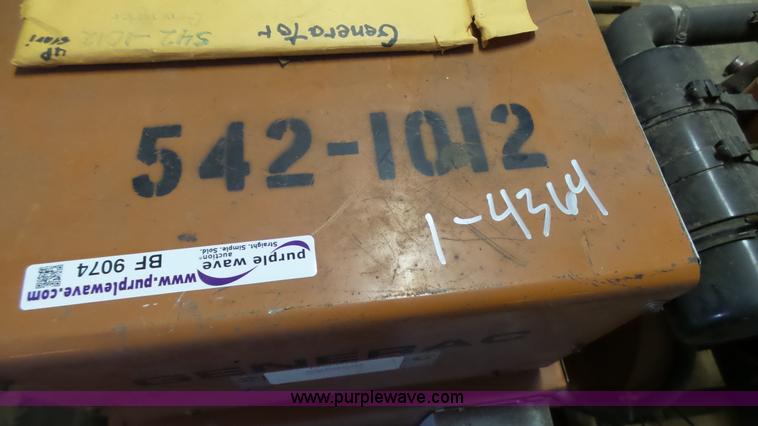 Generator
542-1012
Generator
542-1012
1-4364
purple wave
auction®
Straight. Simple. Sold.
BF 9074
www.purplewave.com
GENERAC
www.purplewave.com